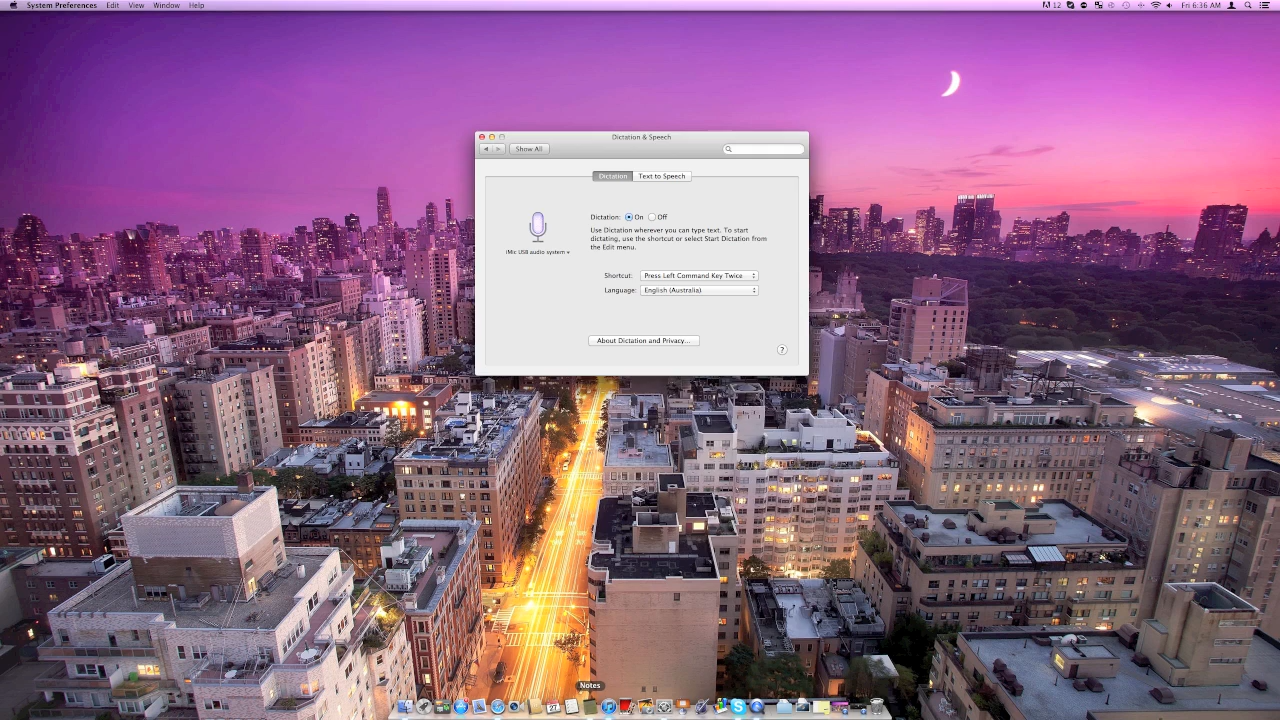 System Preferences Edit View Window Help
12 Fri 6:36 AM
Dictation & Speech
Show All
Dictation Text to Speech
Dictation: On Off
Use Dictation wherever you can type text. To start
dictating, use the shortcut or select Start Dictation from
the Edit menu.
iMic USB audio system
Shortcut: Press Left Command Key Twice
Language: English (Australia)
About Dictation and Privacy...
?
Notes